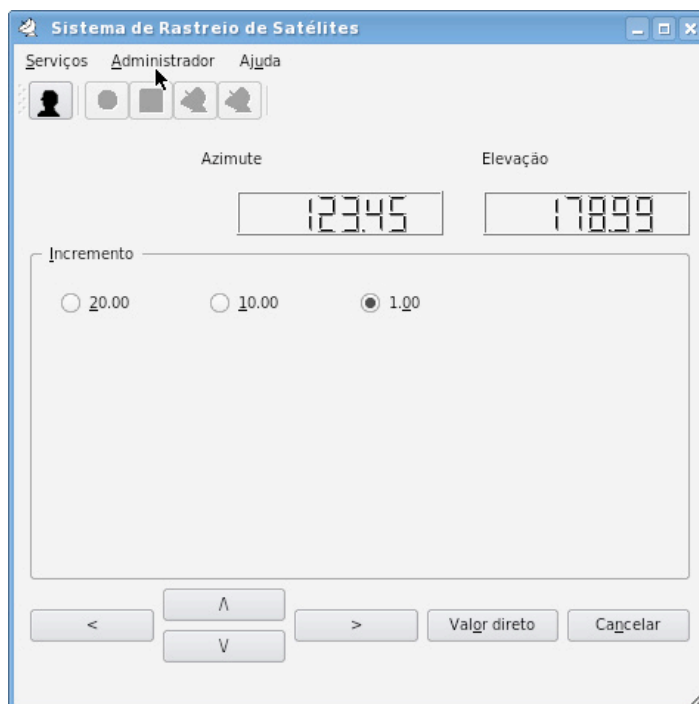 Sistema de Rastreio de Satélites
Serviços Administrador Ajuda
Azimute Elevação
123.45 178.99
Incremento
20.00 10.00 1.00
< ∧ > Valor direto Cancelar
∨